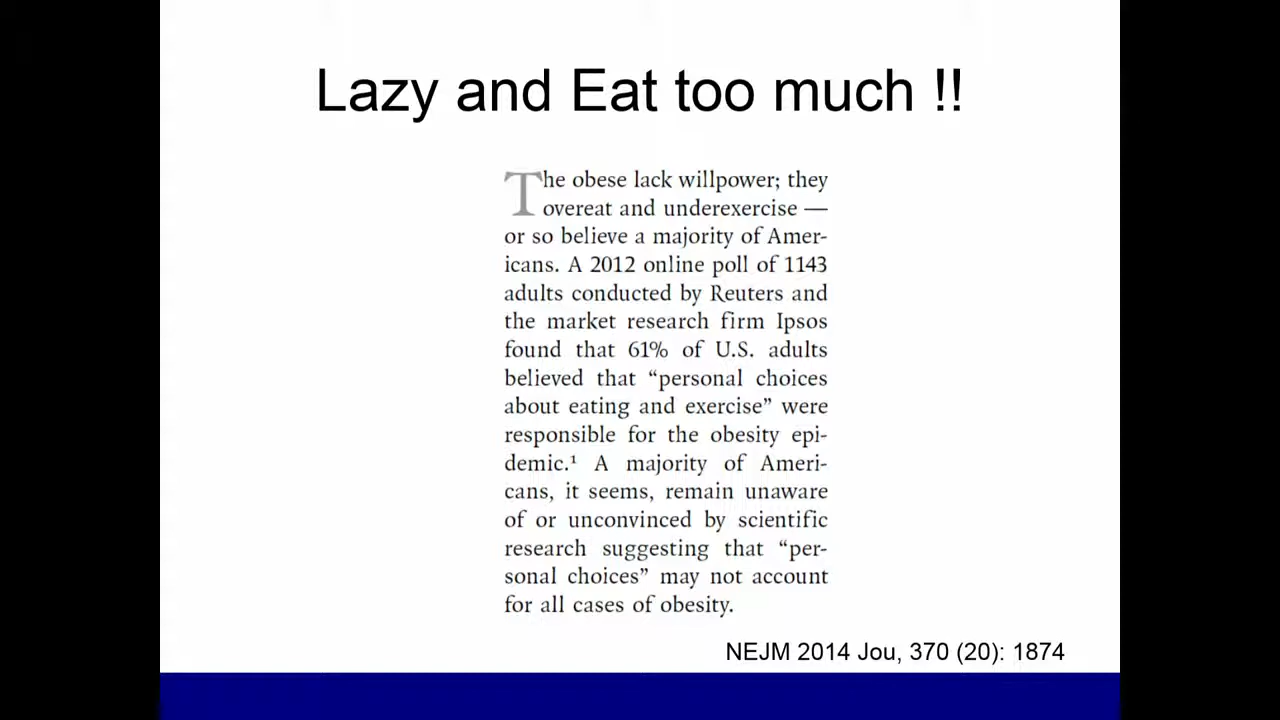 Lazy and Eat too much !!
The obese lack willpower; they
overeat and underexercise —
or so believe a majority of Amer-
icans. A 2012 online poll of 1143
adults conducted by Reuters and
the market research firm Ipsos
found that 61% of U.S. adults
believed that “personal choices
about eating and exercise” were
responsible for the obesity epi-
demic.¹ A majority of Ameri-
cans, it seems, remain unaware
of or unconvinced by scientific
research suggesting that “per-
sonal choices” may not account
for all cases of obesity.
NEJM 2014 Jou, 370 (20): 1874